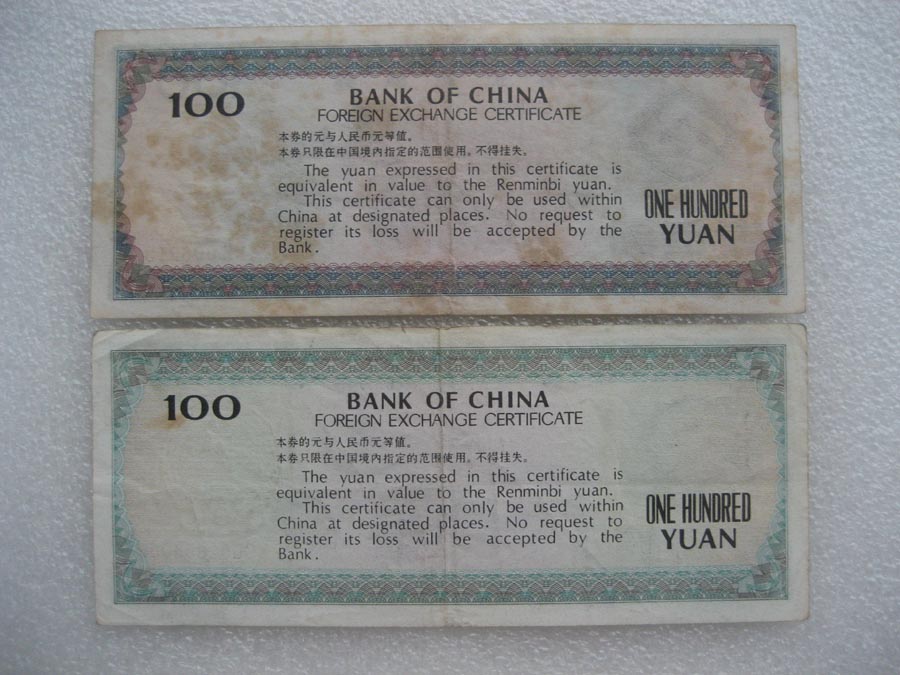 100
BANK OF CHINA
FOREIGN EXCHANGE CERTIFICATE
本券的元与人民币元等值。
本券只限在中国境内指定的范围使用。不得挂失。
The yuan expressed in this certificate is
equivalent in value to the Renminbi yuan.
This certificate can only be used within
China at designated places. No request to
register its loss will be accepted by the
Bank.
ONE HUNDRED
YUAN
100
BANK OF CHINA
FOREIGN EXCHANGE CERTIFICATE
本券的元与人民币元等值。
本券只限在中国境内指定的范围使用。不得挂失。
The yuan expressed in this certificate is
equivalent in value to the Renminbi yuan.
This certificate can only be used within
China at designated places. No request to
register its loss will be accepted by the
Bank.
ONE HUNDRED
YUAN